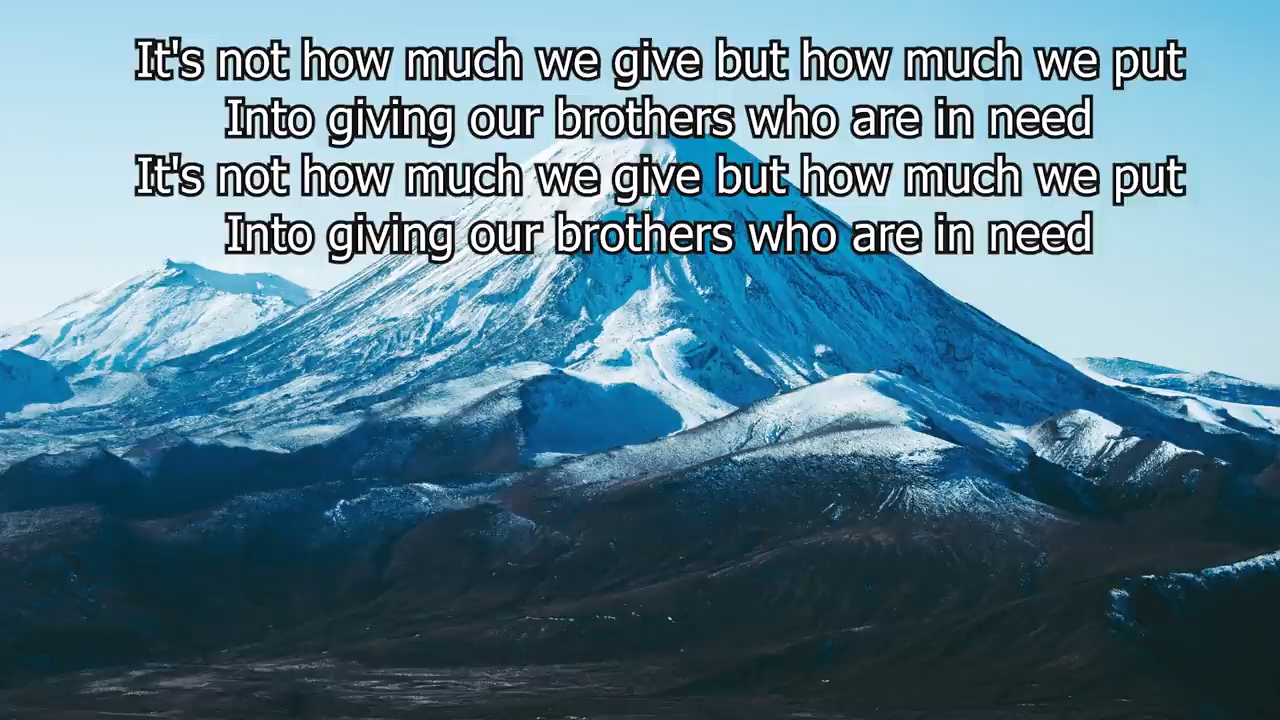 It's not how much we give but how much we put
Into giving our brothers who are in need
It's not how much we give but how much we put
Into giving our brothers who are in need